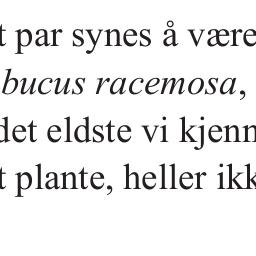 t par synes å være
bucus racemosa,
det eldste vi kjenn
t plante, heller ikk